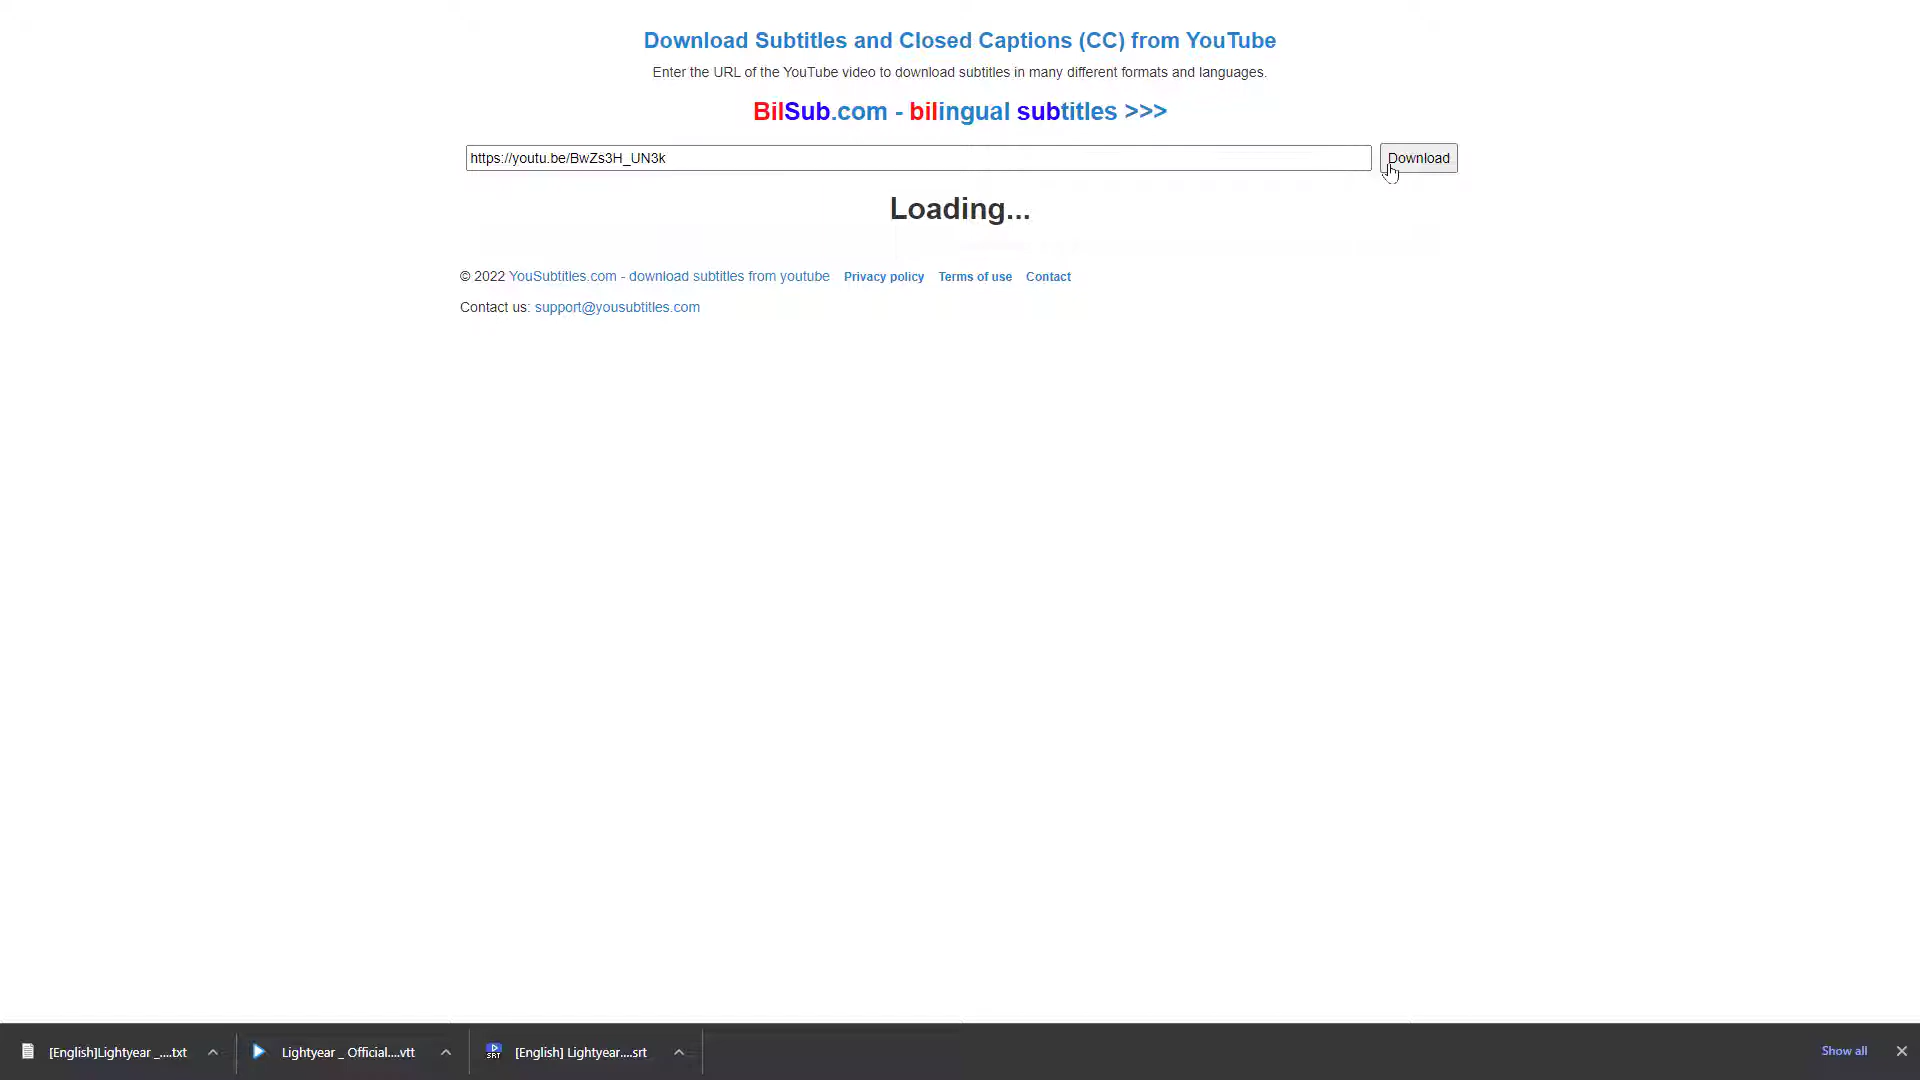 Download Subtitles and Closed Captions (CC) from YouTube
Enter the URL of the YouTube video to download subtitles in many different formats and languages.
BilSub.com - bilingual subtitles >>>
https://youtu.be/BwZs3H_UN3k
Download
Loading...
© 2022 YouSubtitles.com - download subtitles from youtube Privacy policy Terms of use Contact
Contact us: support@yousubtitles.com
[English]Lightyear _....txt
Lightyear _ Official....vtt
SRT
[English] Lightyear....srt
Show all